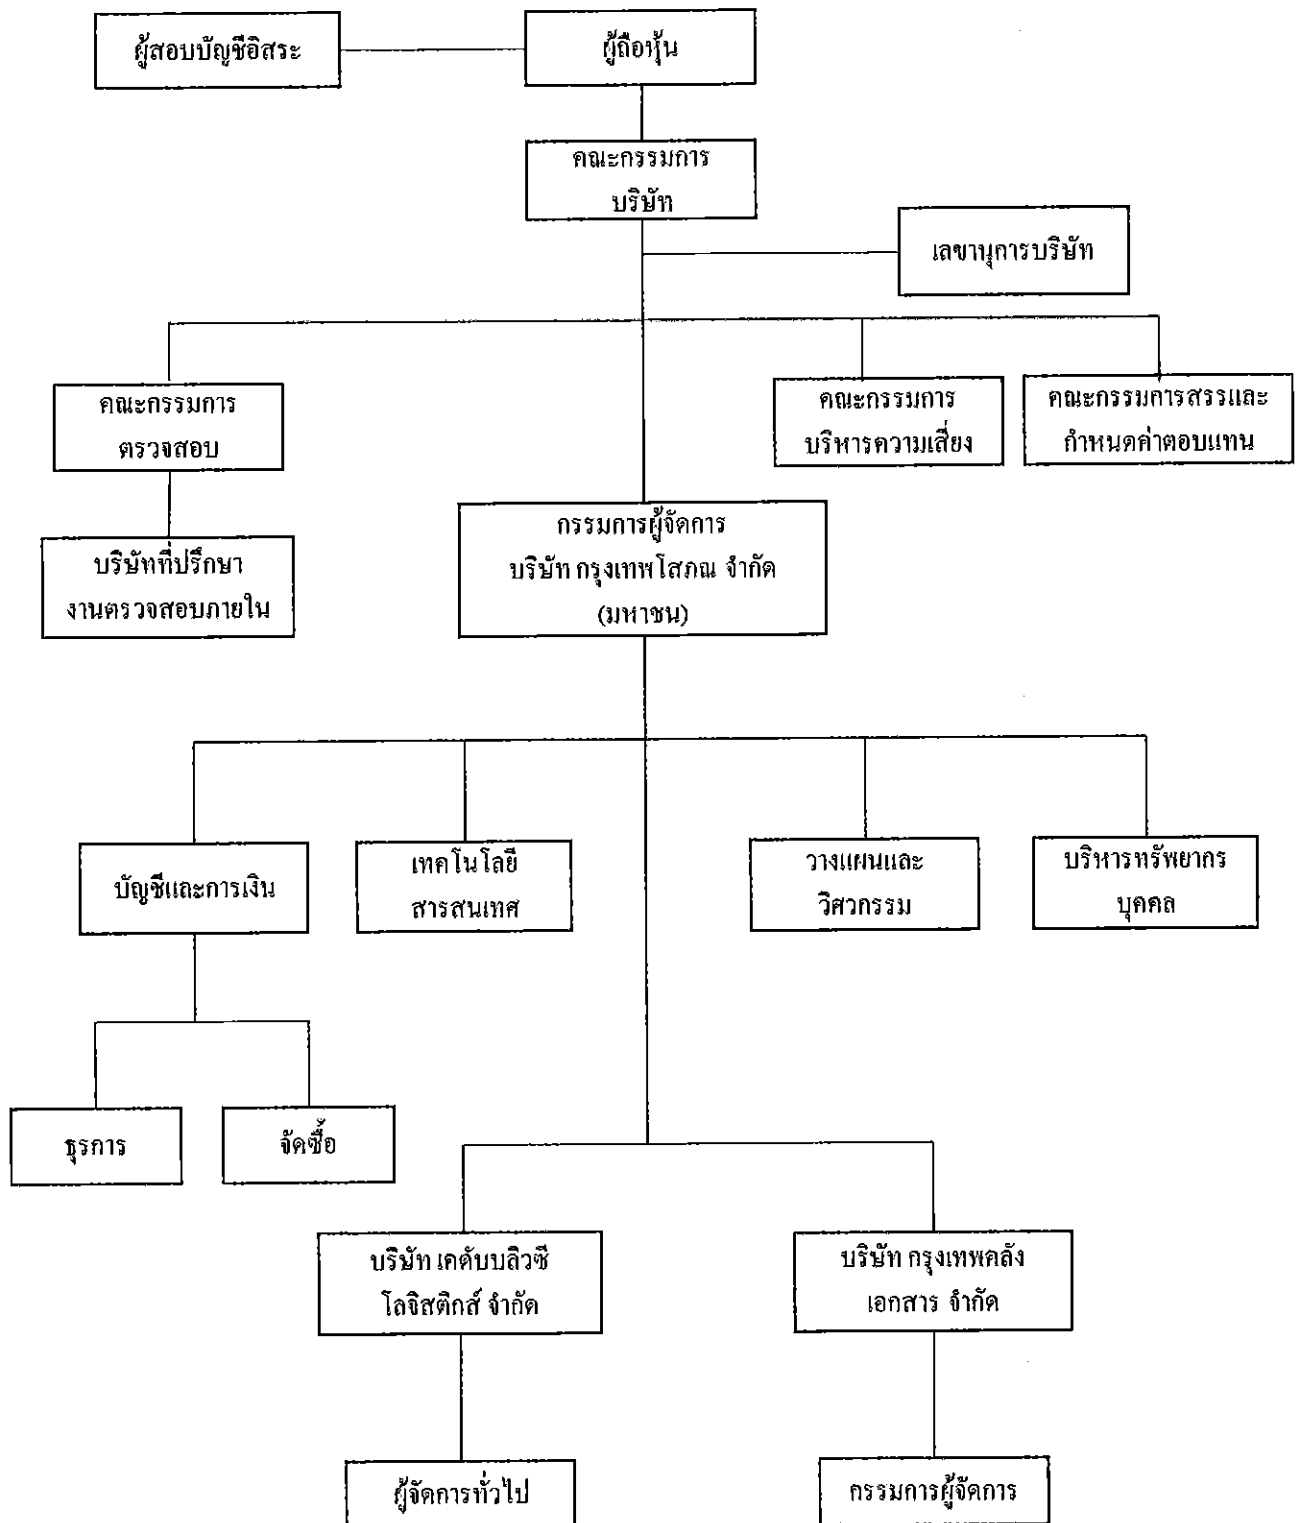 ผู้สอบบัญชีอิสระ
ผู้ถือหุ้น
คณะกรรมการ
บริษัท
เลขานุการบริษัท
คณะกรรมการ
ตรวจสอบ
คณะกรรมการ
บริหารความเสี่ยง
คณะกรรมการสรรและ
กำหนดค่าตอบแทน
บริษัทที่ปรึกษา
งานตรวจสอบภายใน
กรรมการผู้จัดการ
บริษัท กรุงเทพโสภณ จำกัด
(มหาชน)
บัญชีและการเงิน
เทคโนโลยี
สารสนเทศ
วางแผนและ
วิศวกรรม
บริหารทรัพยากร
บุคคล
ธุรการ
จัดซื้อ
บริษัท เคดับบลิวซี
โลจิสติกส์ จำกัด
บริษัท กรุงเทพคลัง
เอกสาร จำกัด
ผู้จัดการทั่วไป
กรรมการผู้จัดการ